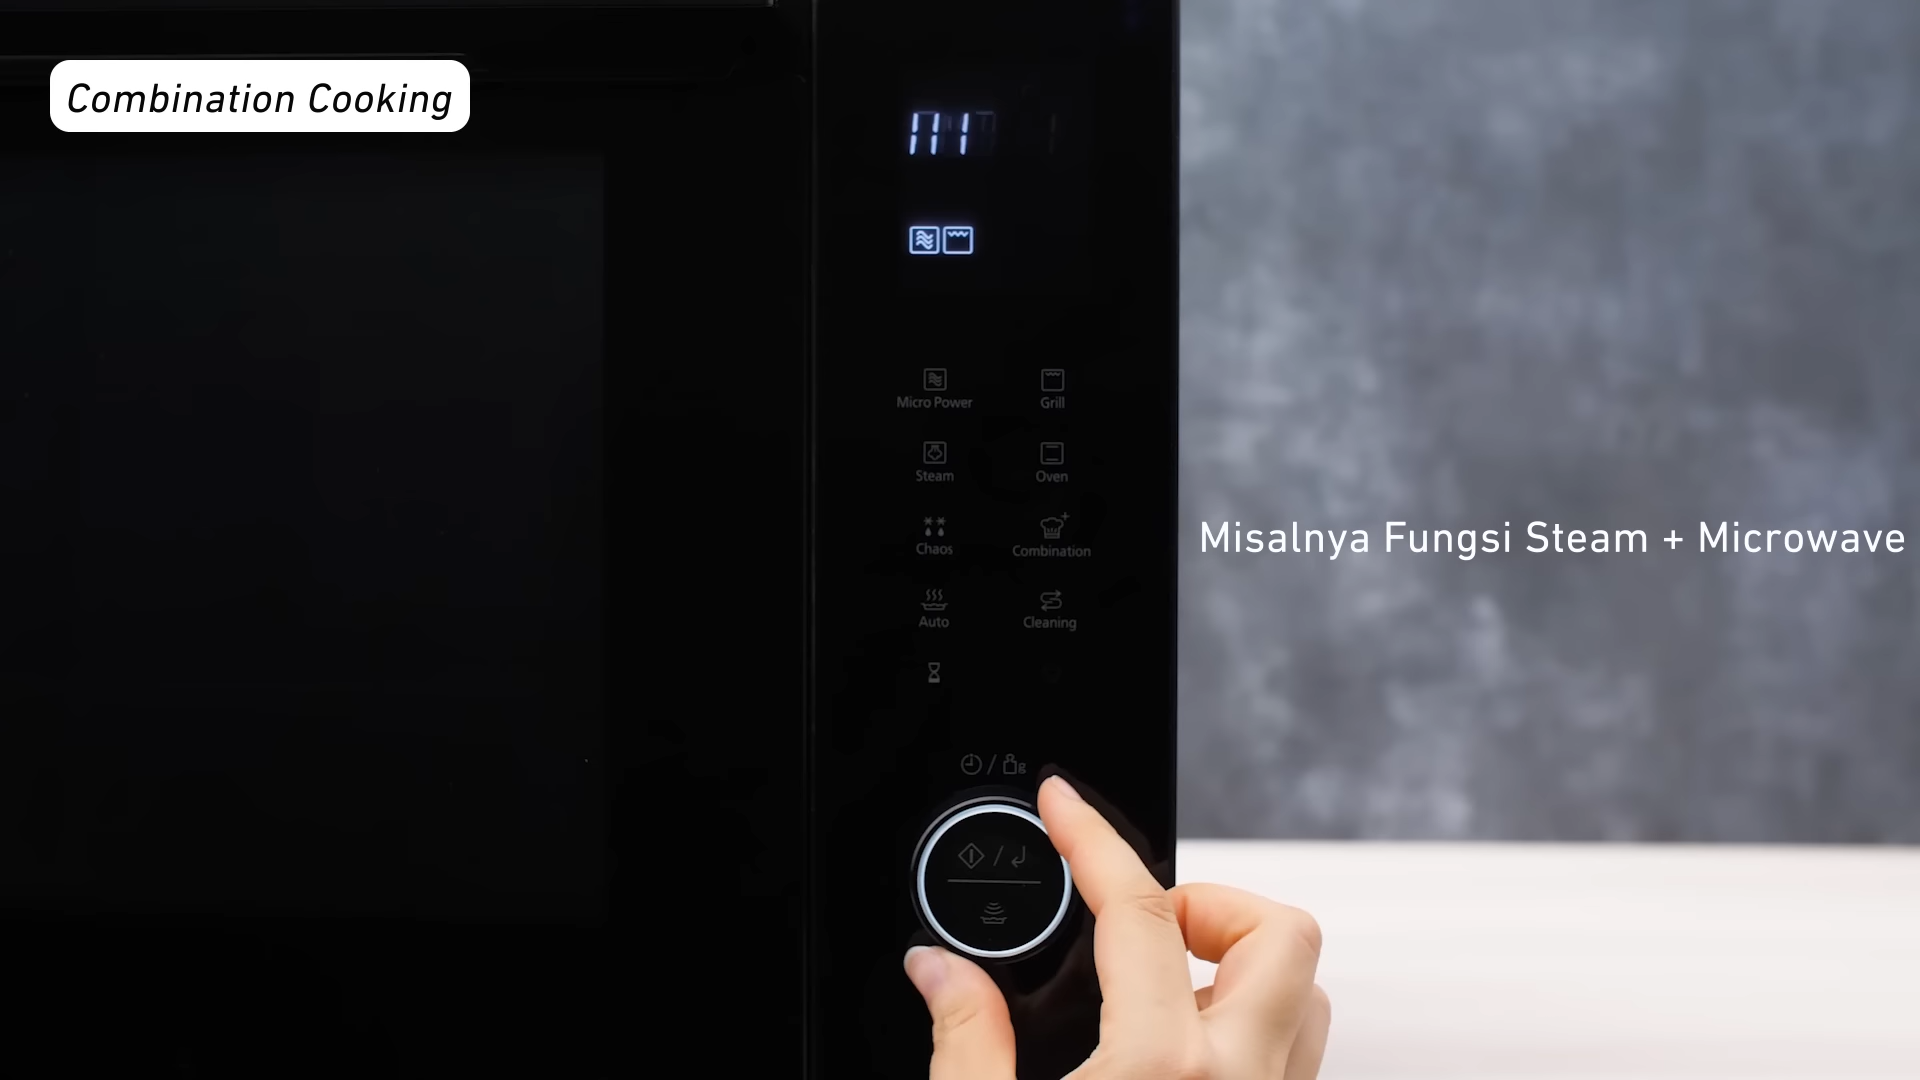 Combination Cooking
Micro Power
Grill
Steam
Oven
Misalnya Fungsi Steam + Microwave
Chaos
Combination
Auto
Cleaning